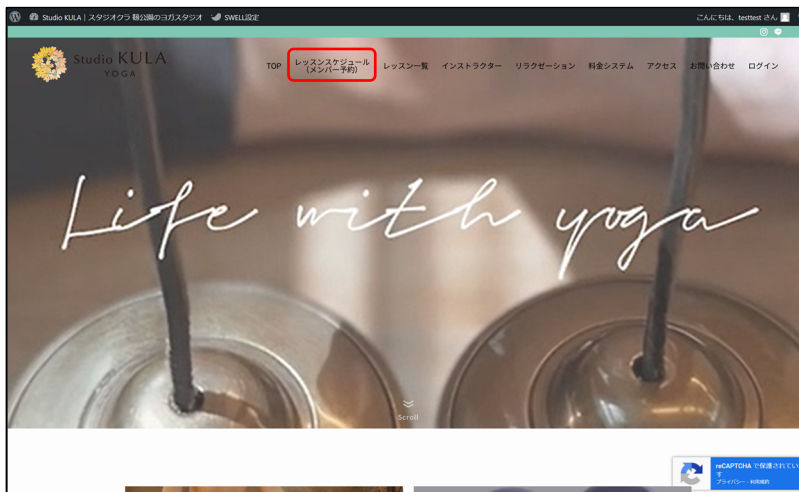 Studio KULA | スタジオクラ 靱公園のヨガスタジオ SWELL設定 こんにちは、testtest さん
Studio KULA
YOGA
TOP
レッスンスケジュール
（メンバー予約）
レッスン一覧 インストラクター リラクゼーション 料金システム アクセス お問い合わせ ログイン
Life with yoga
Scroll
reCAPTCHA で保護されてい
す
プライバシー - 利用規約